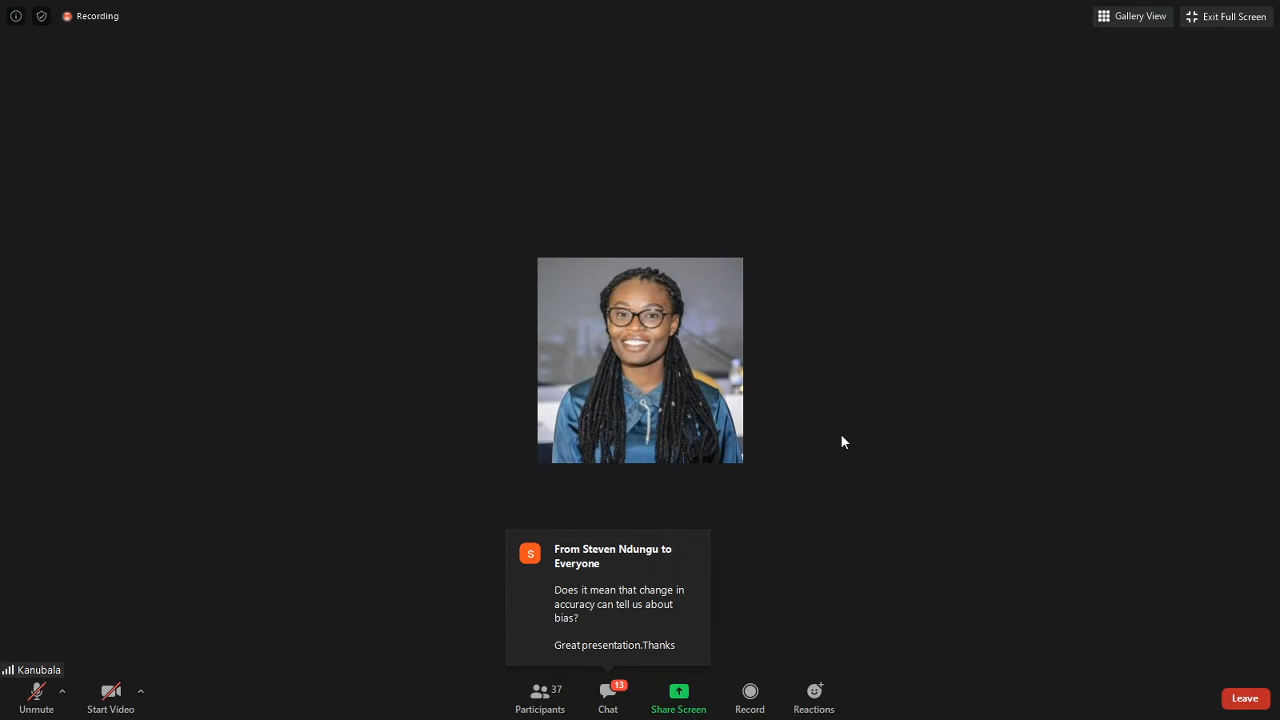 Recording
Gallery View
Exit Full Screen
S
From Steven Ndungu to
Everyone
Does it mean that change in
accuracy can tell us about
bias?
Great presentation.Thanks
Kanubala
Unmute
Start Video
37
Participants
13
Chat
Share Screen
Record
Reactions
Leave